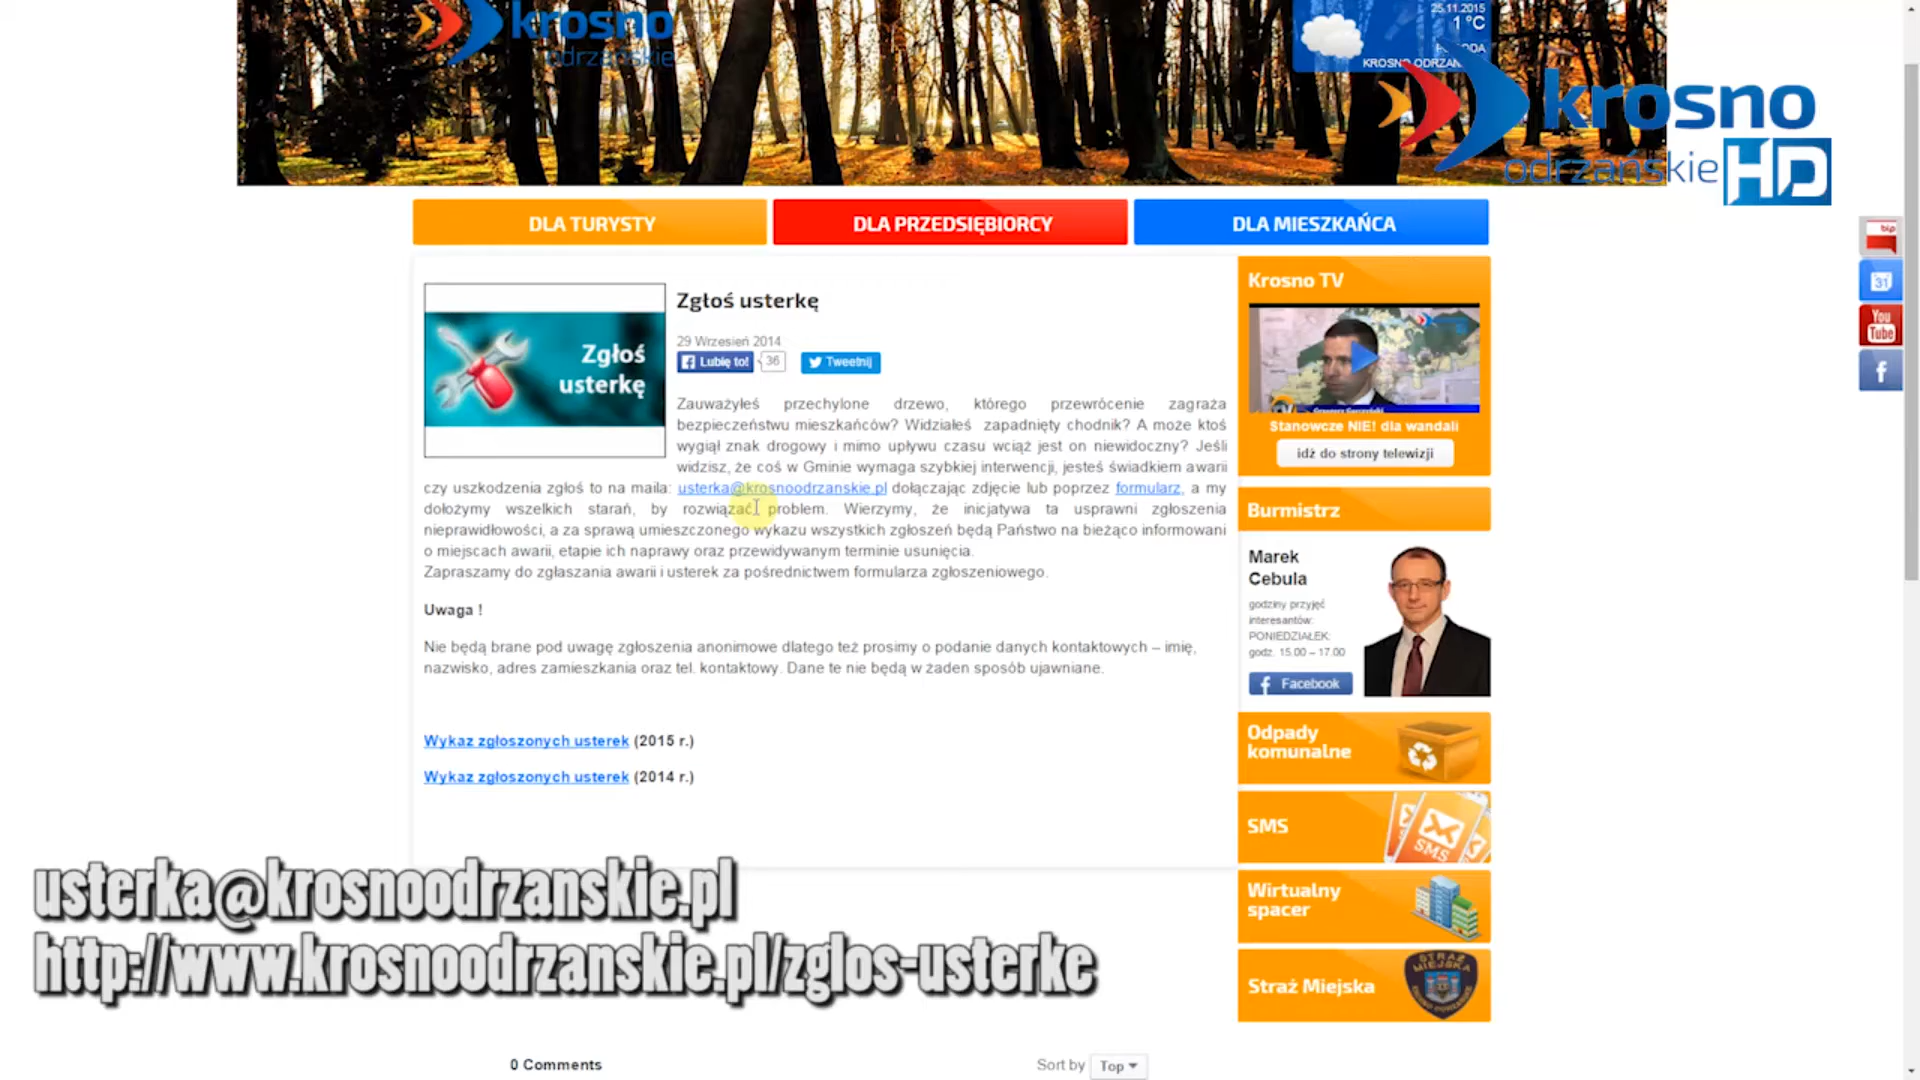 krosno
odrzańskie
25.11.2015
1 °C
KROSNO ODRZAŃ
krosno
odrzańskie HD
DLA TURYSTY
DLA PRZEDSIĘBIORCY
DLA MIESZKAŃCA
Zgłoś
usterkę
Zgłoś usterkę
29 Wrzesień 2014
Lubię to! 36
Tweetnij
Zauważyłeś przechylone drzewo, którego przewrócenie zagraża
bezpieczeństwu mieszkańców? Widziałeś zapadnięty chodnik? A może ktoś
wygiął znak drogowy i mimo upływu czasu wciąż jest on niewidoczny? Jeśli
widzisz, że coś w Gminie wymaga szybkiej interwencji, jesteś świadkiem awarii
czy uszkodzenia zgłoś to na maila: usterka@krosnoodrzanskie.pl dołączając zdjęcie lub poprzez formularz, a my
dołożymy wszelkich starań, by rozwiązać problem. Wierzymy, że inicjatywa ta usprawni zgłoszenia
nieprawidłowości, a za sprawą umieszczonego wykazu wszystkich zgłoszeń będą Państwo na bieżąco informowani
o miejscach awarii, etapie ich naprawy oraz przewidywanym terminie usunięcia.
Zapraszamy do zgłaszania awarii i usterek za pośrednictwem formularza zgłoszeniowego.
Uwaga !
Nie będą brane pod uwagę zgłoszenia anonimowe dlatego też prosimy o podanie danych kontaktowych – imię,
nazwisko, adres zamieszkania oraz tel. kontaktowy. Dane te nie będą w żaden sposób ujawniane.
Wykaz zgłoszonych usterek (2015 r.)
Wykaz zgłoszonych usterek (2014 r.)
Krosno TV
Stanowcze NIE! dla wandali
idź do strony telewizji
Burmistrz
Marek
Cebula
godziny przyjęć
interesantów:
PONIEDZIAŁEK:
godz. 15.00 – 17.00
Facebook
Odpady
komunalne
SMS
SMS
Wirtualny
spacer
Straż Miejska
STRAŻ
MIEJSKA
bip
31
You
Tube
usterka@krosnoodrzanskie.pl
http://www.krosnoodrzanskie.pl/zglos-usterke
0 Comments
Sort by Top